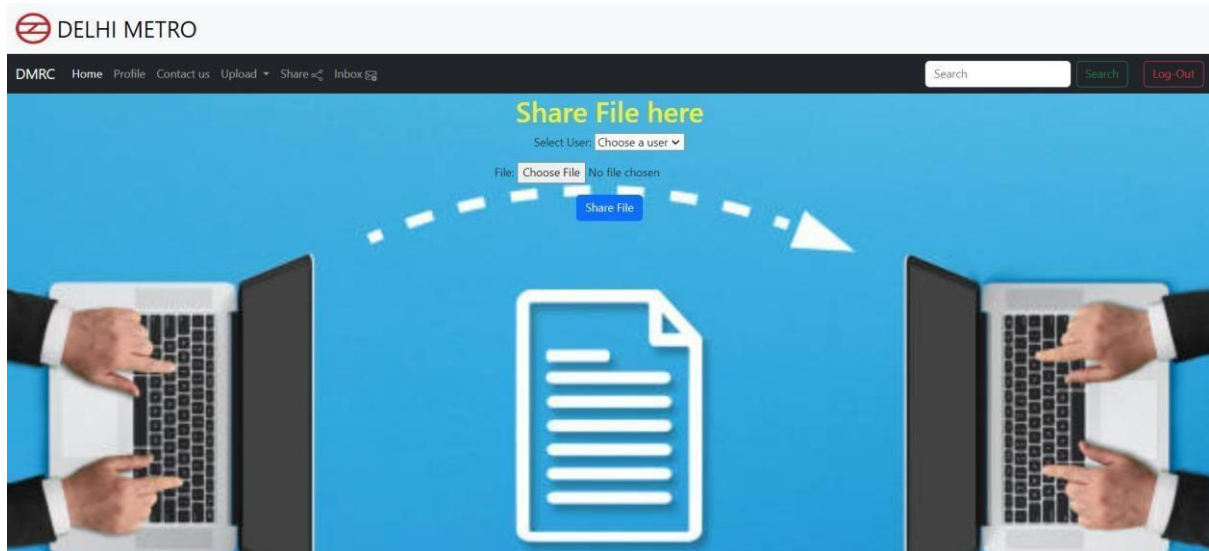 DELHI METRO
DMRC Home Profile Contact us Upload Share Inbox Search Search Log-Out
Share File here
Select User: Choose a user
File: Choose File No file chosen
Share File